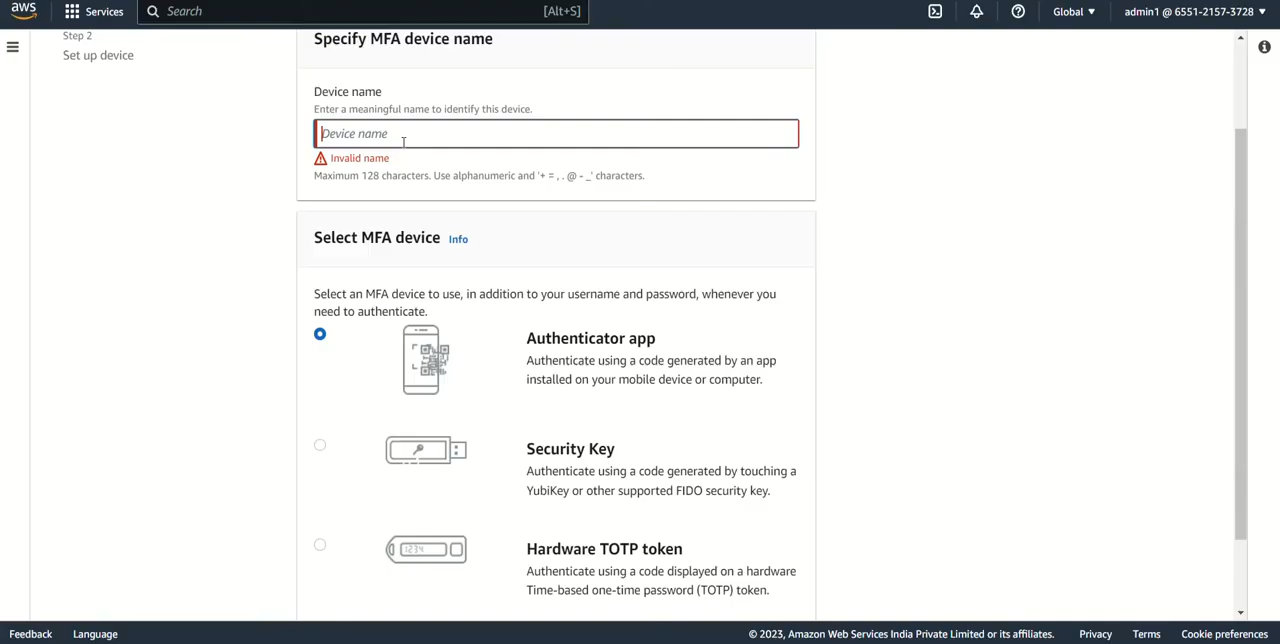 aws
Services
Search
[Alt+S]
Global
admin1 @ 6551-2157-3728
Step 2
Set up device
Specify MFA device name
Device name
Enter a meaningful name to identify this device.
Device name
Invalid name
Maximum 128 characters. Use alphanumeric and '+ = , . @ - _' characters.
Select MFA device
Info
Select an MFA device to use, in addition to your username and password, whenever you
need to authenticate.
Authenticator app
Authenticate using a code generated by an app
installed on your mobile device or computer.
Security Key
Authenticate using a code generated by touching a
YubiKey or other supported FIDO security key.
1234
Hardware TOTP token
Authenticate using a code displayed on a hardware
Time-based one-time password (TOTP) token.
Feedback
Language
© 2023, Amazon Web Services India Private Limited or its affiliates.
Privacy
Terms
Cookie preferences